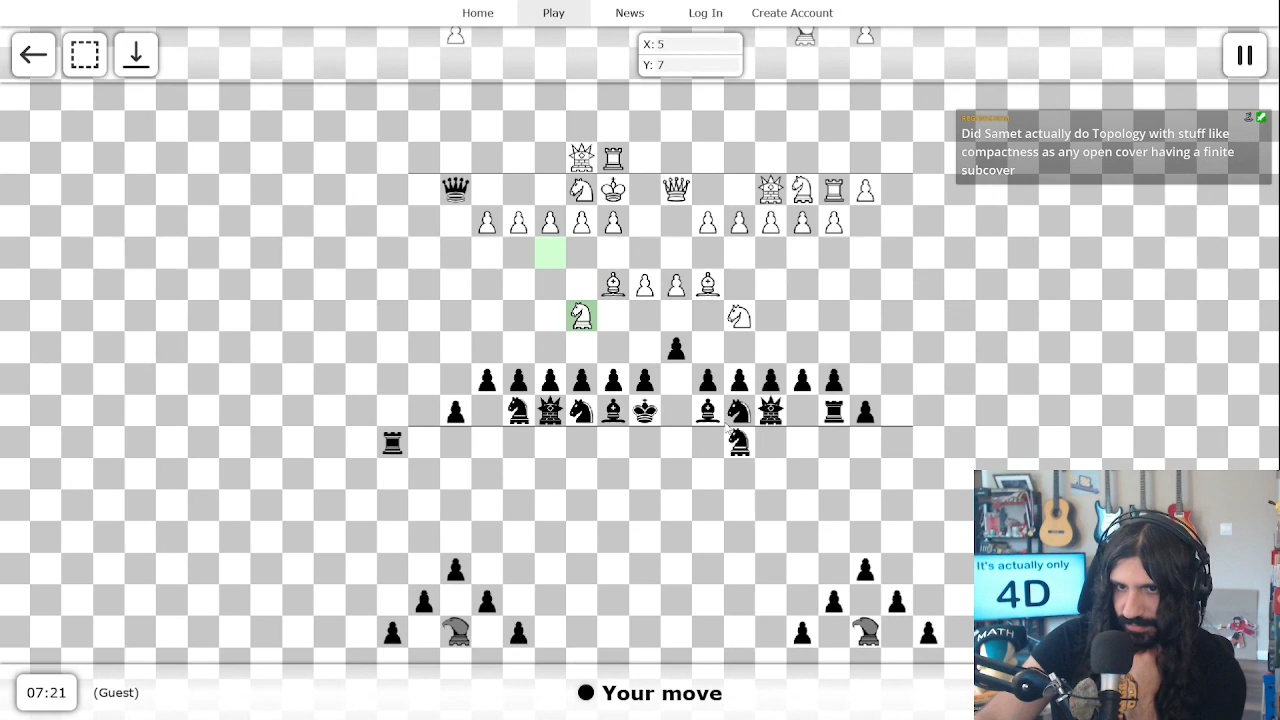 Home
Play
News
Log In
Create Account
X: 5
Y: 7
Did Samet actually do Topology with stuff like
compactness as any open cover having a finite
subcover
It's actually only
4D
MATH
07:21
(Guest)
Your move